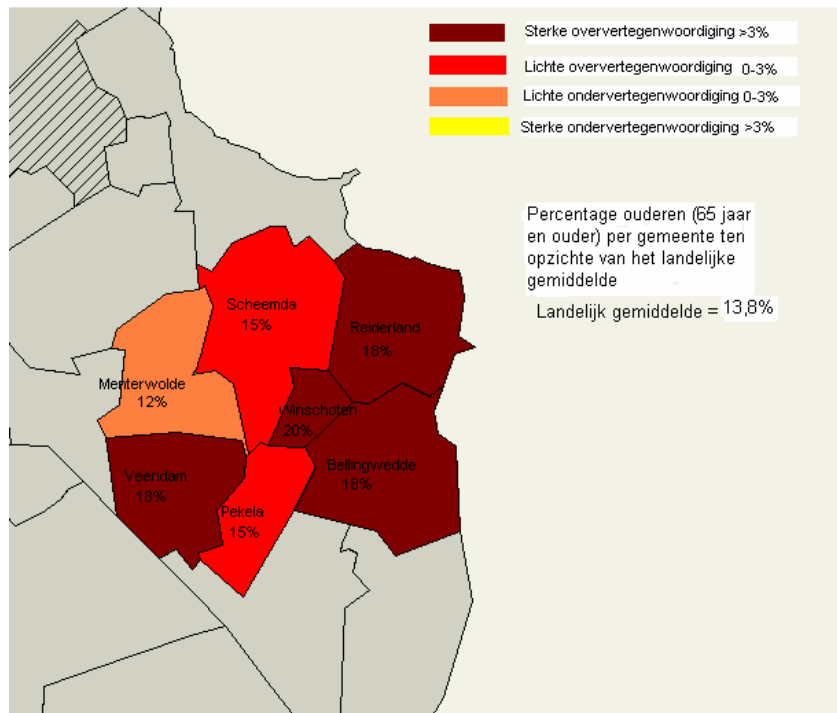 Sterke oververtegenwoordiging >3%
Lichte oververtegenwoordiging 0-3%
Lichte ondervertegenwoordiging 0-3%
Sterke ondervertegenwoordiging >3%
Percentage ouderen (65 jaar
en ouder) per gemeente ten
opzichte van het landelijke
gemiddelde
Landelijk gemiddelde = 13,8%
Scheemda
15%
Reiderland
18%
Menterwolde
12%
Winschoten
20%
Veendam
18%
Bellingwedde
18%
Pekela
15%